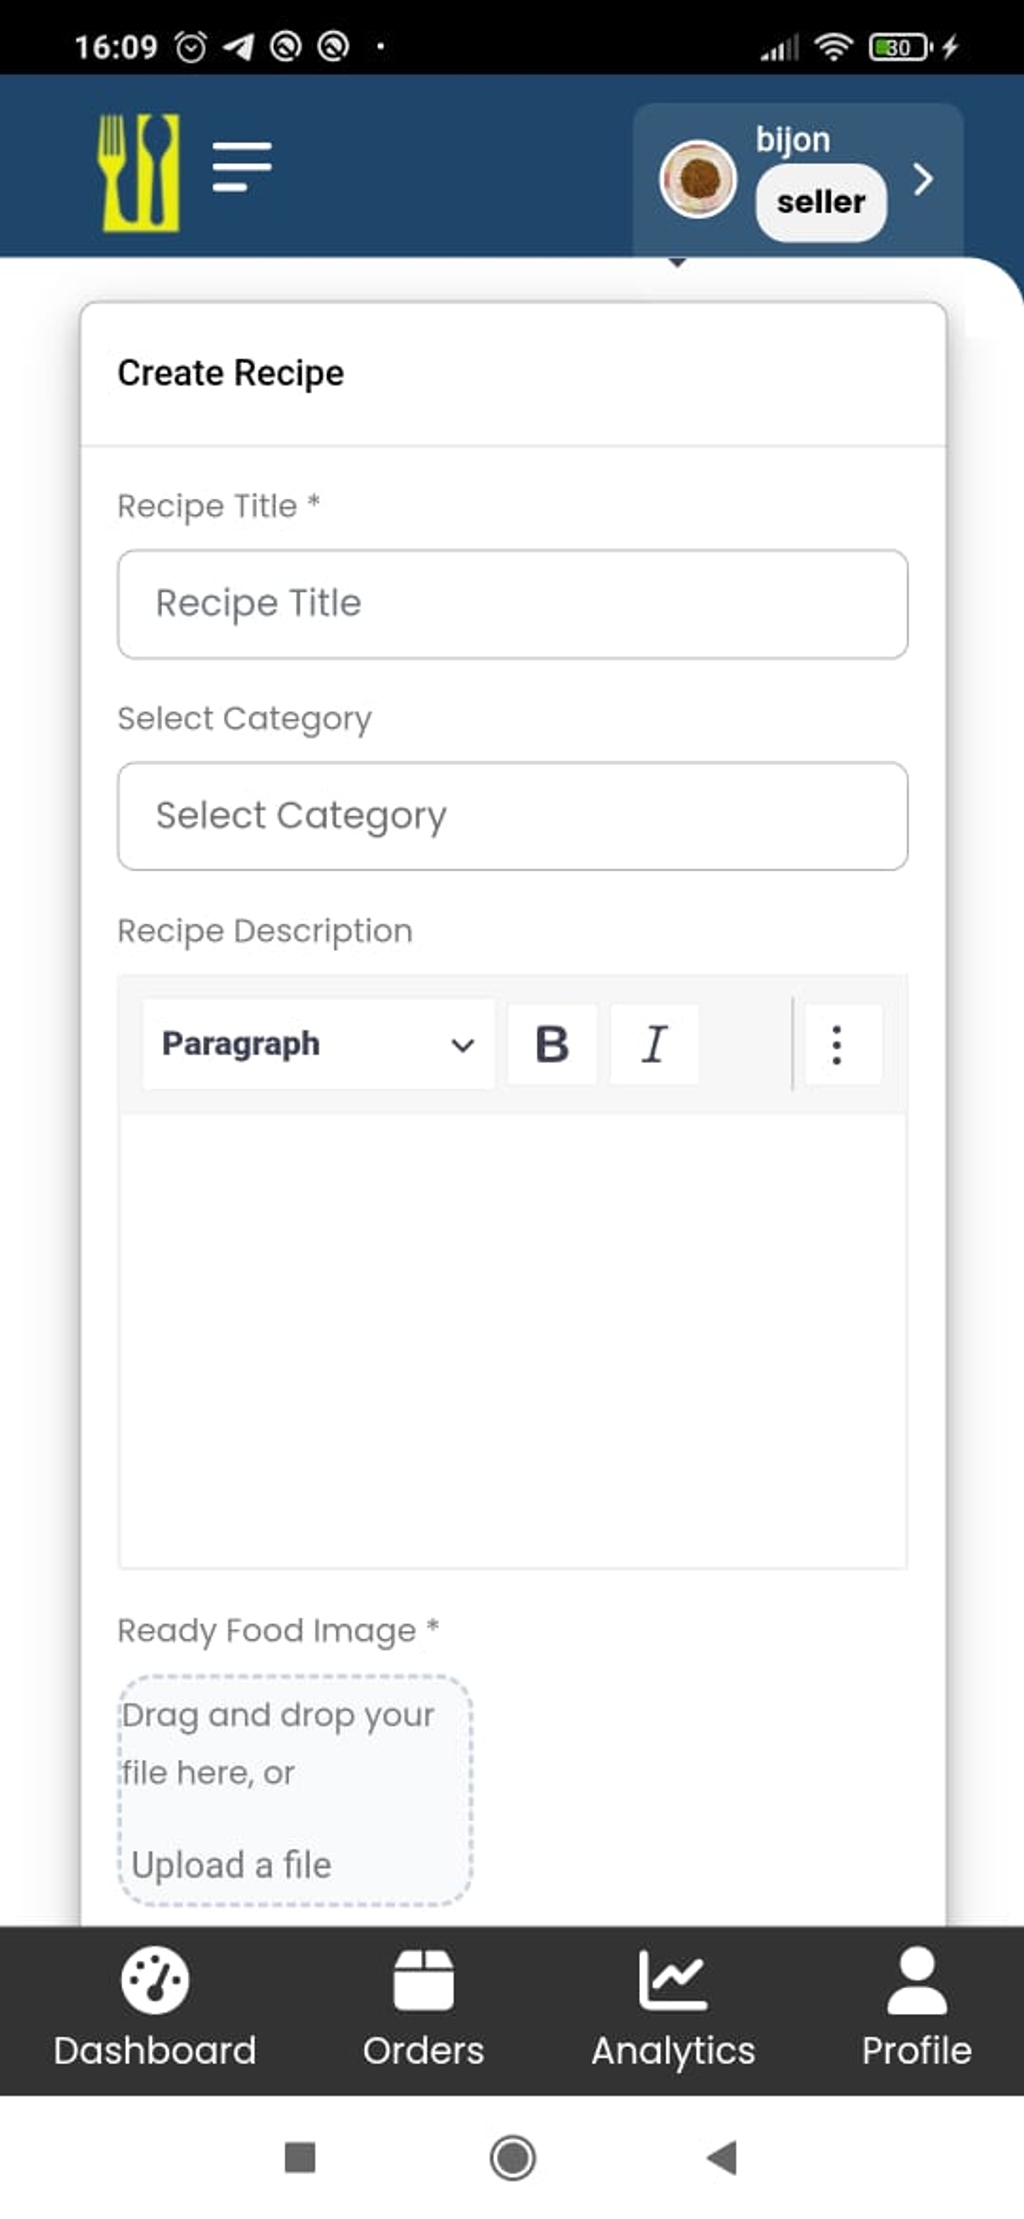 16:09
30
bijon
seller
Create Recipe
Recipe Title *
Recipe Title
Select Category
Select Category
Recipe Description
Paragraph
B
I
Ready Food Image *
Drag and drop your
file here, or
Upload a file
Dashboard
Orders
Analytics
Profile